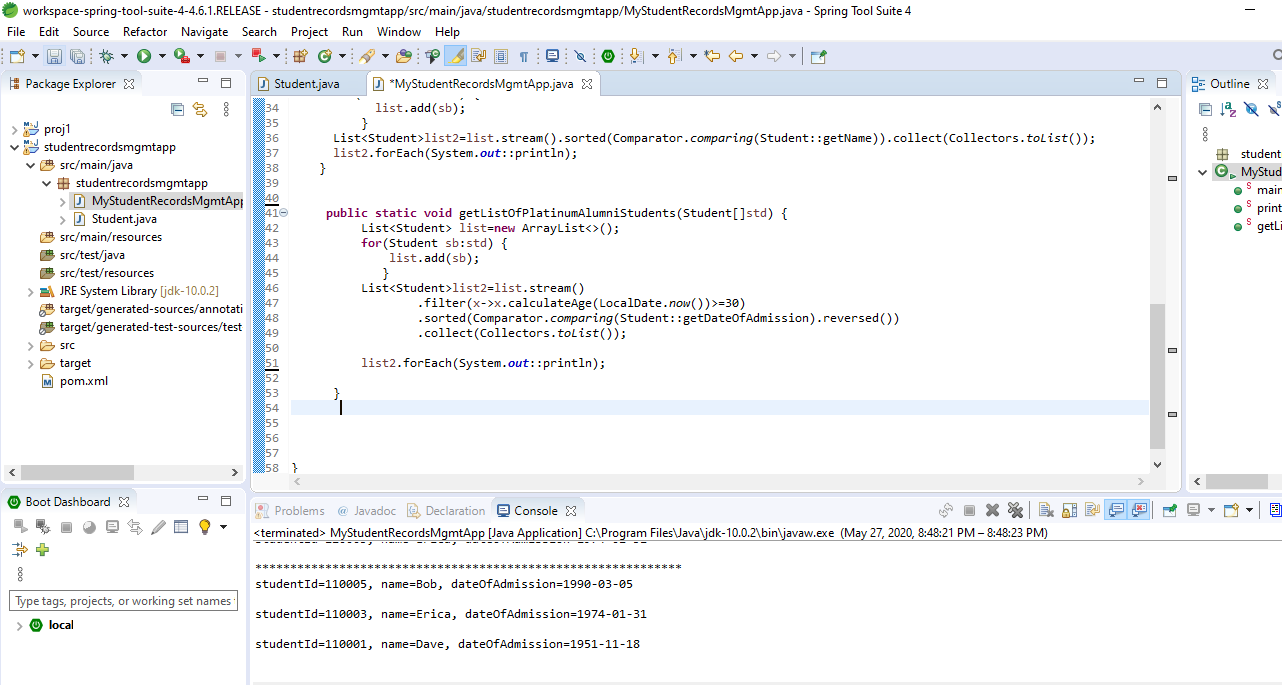 workspace-spring-tool-suite-4-4.6.1.RELEASE - studentrecordsmgmtapp/src/main/java/studentrecordsmgmtapp/MyStudentRecordsMgmtApp.java - Spring Tool Suite 4
File Edit Source Refactor Navigate Search Project Run Window Help
Package Explorer
proj1
studentrecordsmgmtapp
src/main/java
studentrecordsmgmtapp
MyStudentRecordsMgmtApp
Student.java
src/main/resources
src/test/java
src/test/resources
JRE System Library [jdk-10.0.2]
target/generated-sources/annotati
target/generated-test-sources/test
src
target
pom.xml
Student.java *MyStudentRecordsMgmtApp.java
34 list.add(sb);
35 }
36 List<Student>list2=list.stream().sorted(Comparator.comparing(Student::getName)).collect(Collectors.toList());
37 list2.forEach(System.out::println);
38 }
39
40
41 public static void getListOfPlatinumAlumniStudents(Student[]std) {
42 List<Student> list=new ArrayList<>();
43 for(Student sb:std) {
44 list.add(sb);
45 }
46 List<Student>list2=list.stream()
47 .filter(x->x.calculateAge(LocalDate.now())>=30)
48 .sorted(Comparator.comparing(Student::getDateOfAdmission).reversed())
49 .collect(Collectors.toList());
50
51 list2.forEach(System.out::println);
52
53 }
54
55
56
57
58 }
Outline
student
MyStud
main
print
getLi
Boot Dashboard
Type tags, projects, or working set names
local
Problems @ Javadoc Declaration Console
<terminated> MyStudentRecordsMgmtApp [Java Application] C:\Program Files\Java\jdk-10.0.2\bin\javaw.exe (May 27, 2020, 8:48:21 PM – 8:48:23 PM)
*************************************************************
studentId=110005, name=Bob, dateOfAdmission=1990-03-05
studentId=110003, name=Erica, dateOfAdmission=1974-01-31
studentId=110001, name=Dave, dateOfAdmission=1951-11-18